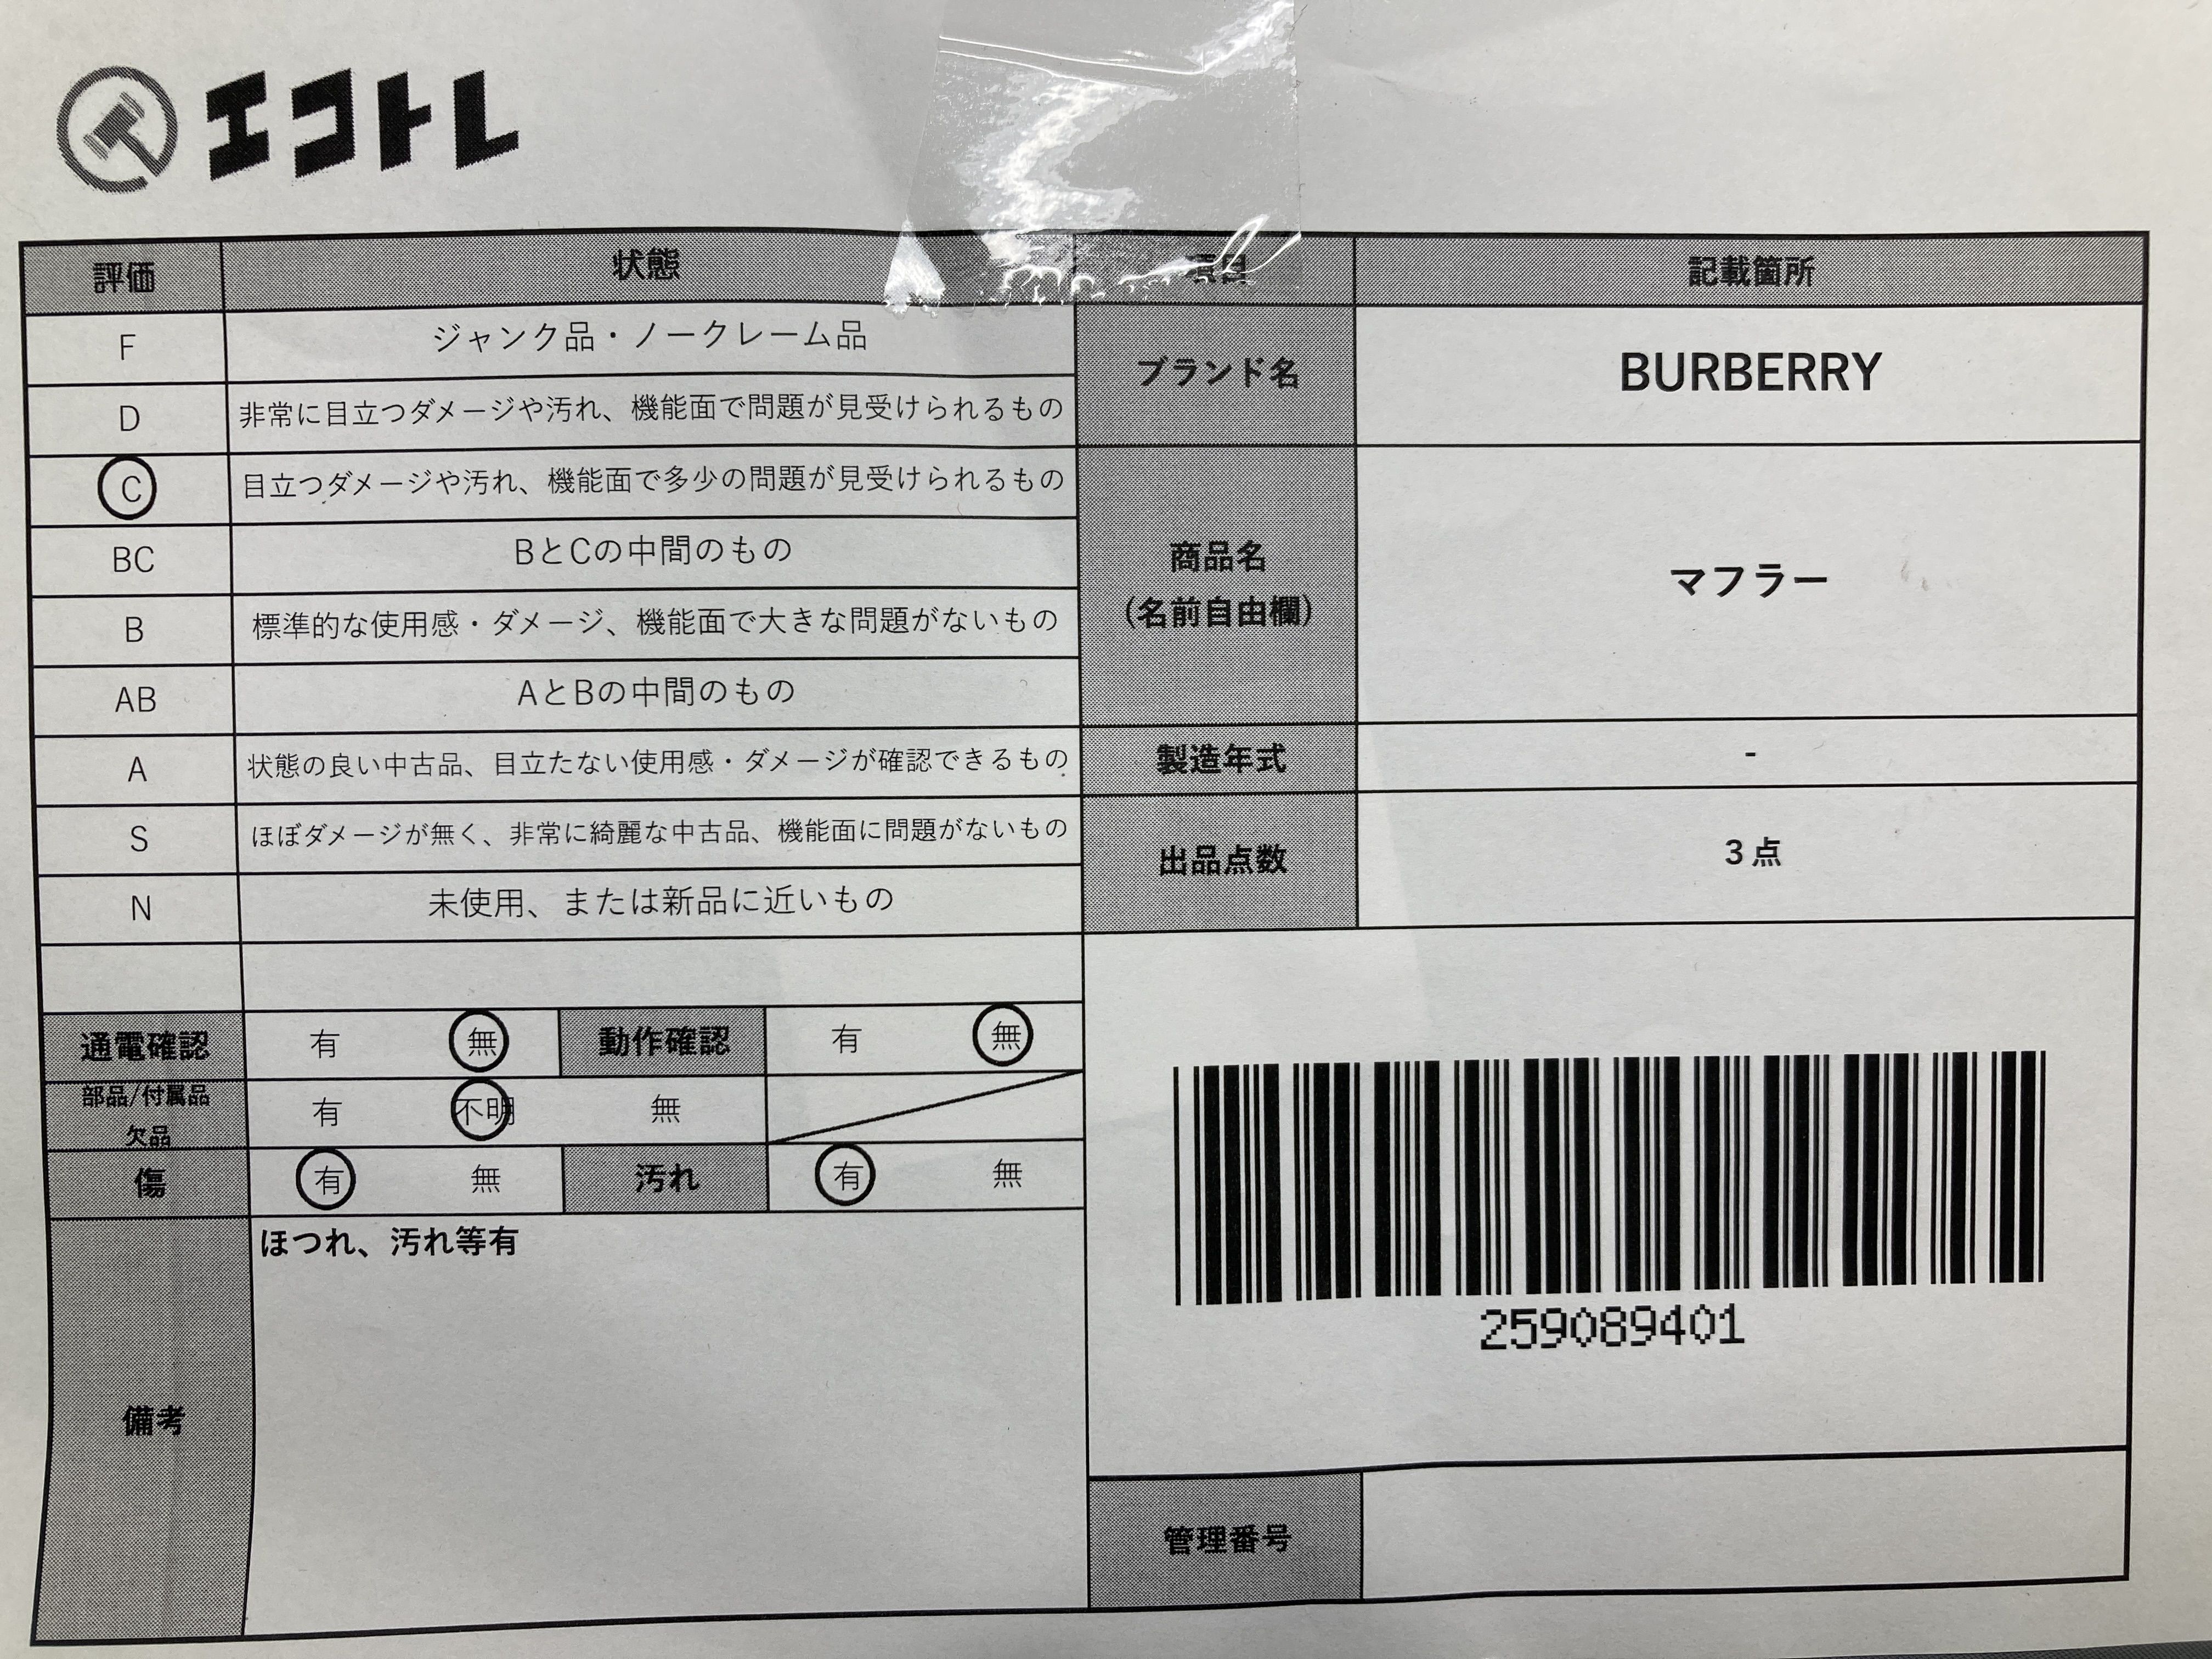 エコトレ
評価 状態 項目 記載箇所
F ジャンク品・ノークレーム品
D 非常に目立つダメージや汚れ、機能面で問題が見受けられるもの
C 目立つダメージや汚れ、機能面で多少の問題が見受けられるもの
BC BとCの中間のもの
B 標準的な使用感・ダメージ、機能面で大きな問題がないもの
AB AとBの中間のもの
A 状態の良い中古品、目立たない使用感・ダメージが確認できるもの
S ほぼダメージが無く、非常に綺麗な中古品、機能面に問題がないもの
N 未使用、または新品に近いもの
通電確認 有 無 動作確認 有 無
部品/付属品
欠品 有 不明 無
傷 有 無 汚れ 有 無
備考 ほつれ、汚れ等有
ブランド名 BURBERRY
商品名
(名前自由欄) マフラー
製造年式 -
出品点数 3点
259089401
管理番号